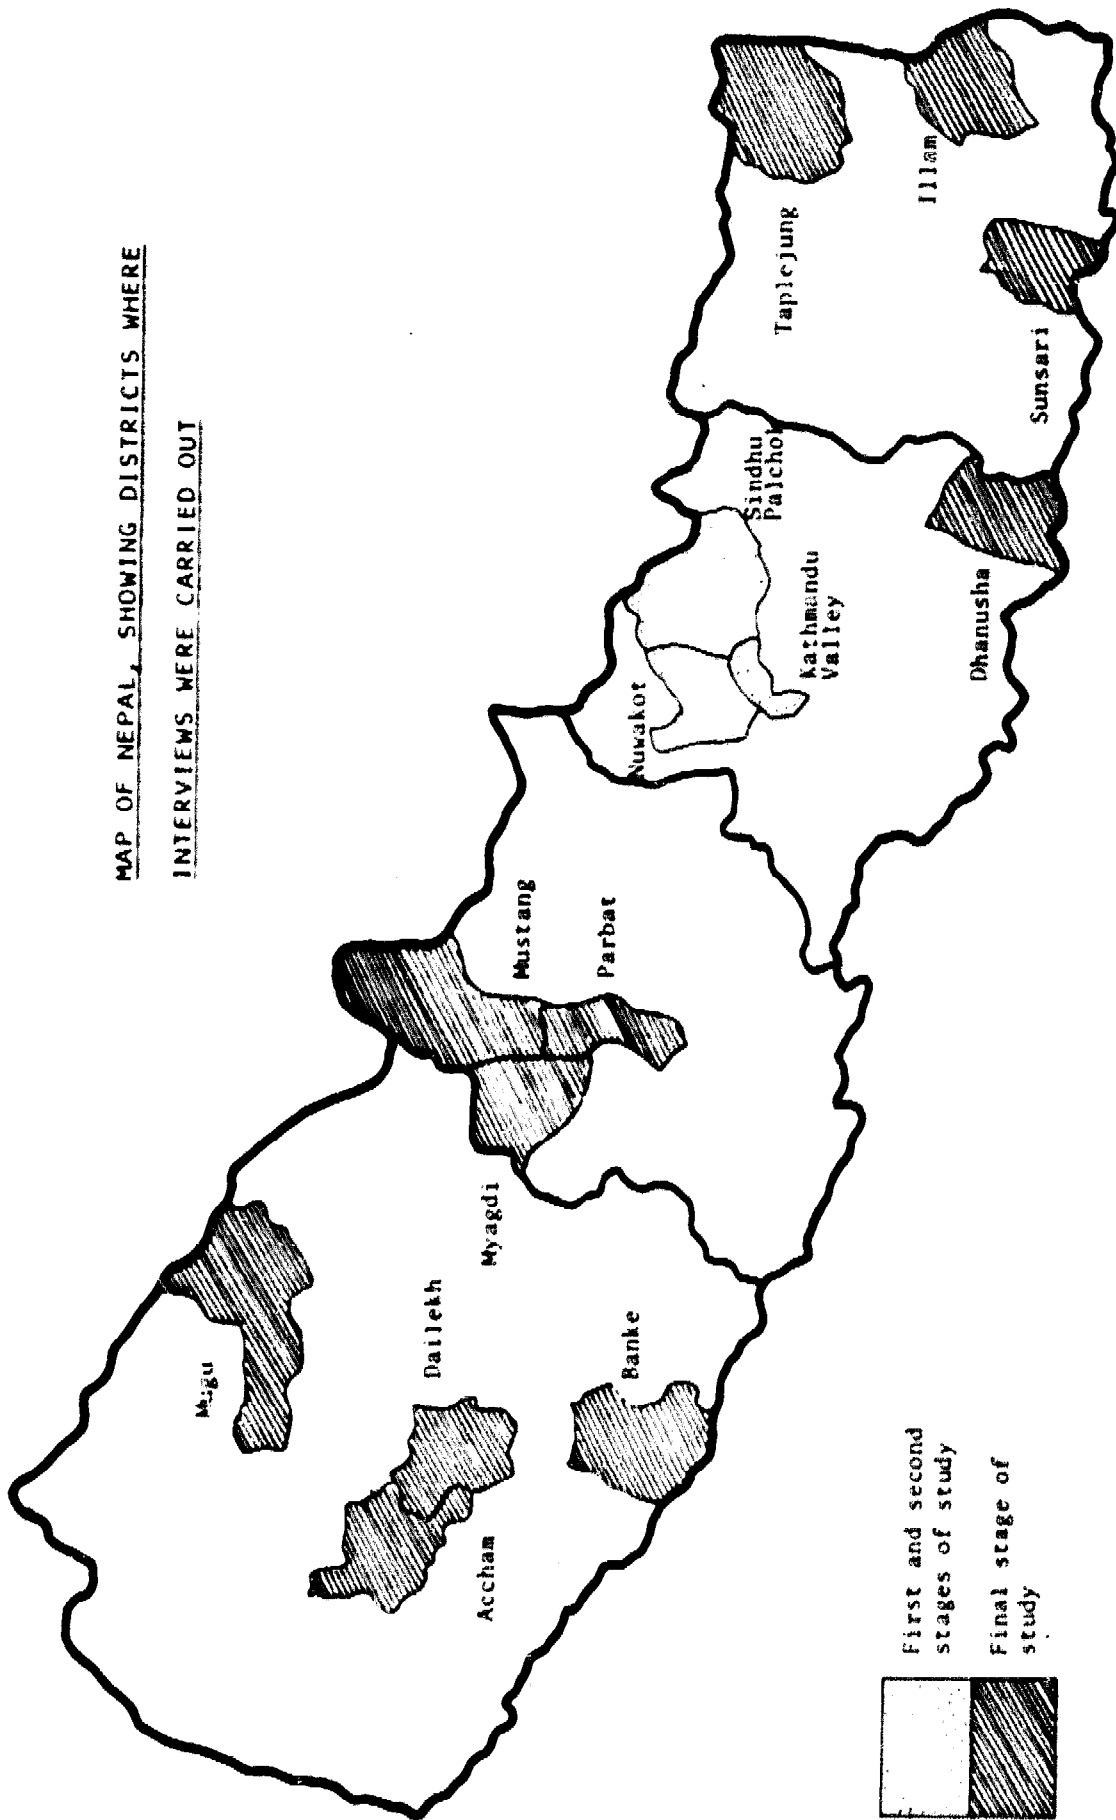 MAP OF NEPAL, SHOWING DISTRICTS WHERE
INTERVIEWS WERE CARRIED OUT
Mugu
Dailekh
Accham
Banke
Myagdi
Mustang
Parbat
Nuwakot
Sindhu
Palchok
Kathmandu
Valley
Dhanusha
Taplejung
Illam
Sunsari
First and second
stages of study
Final stage of
study